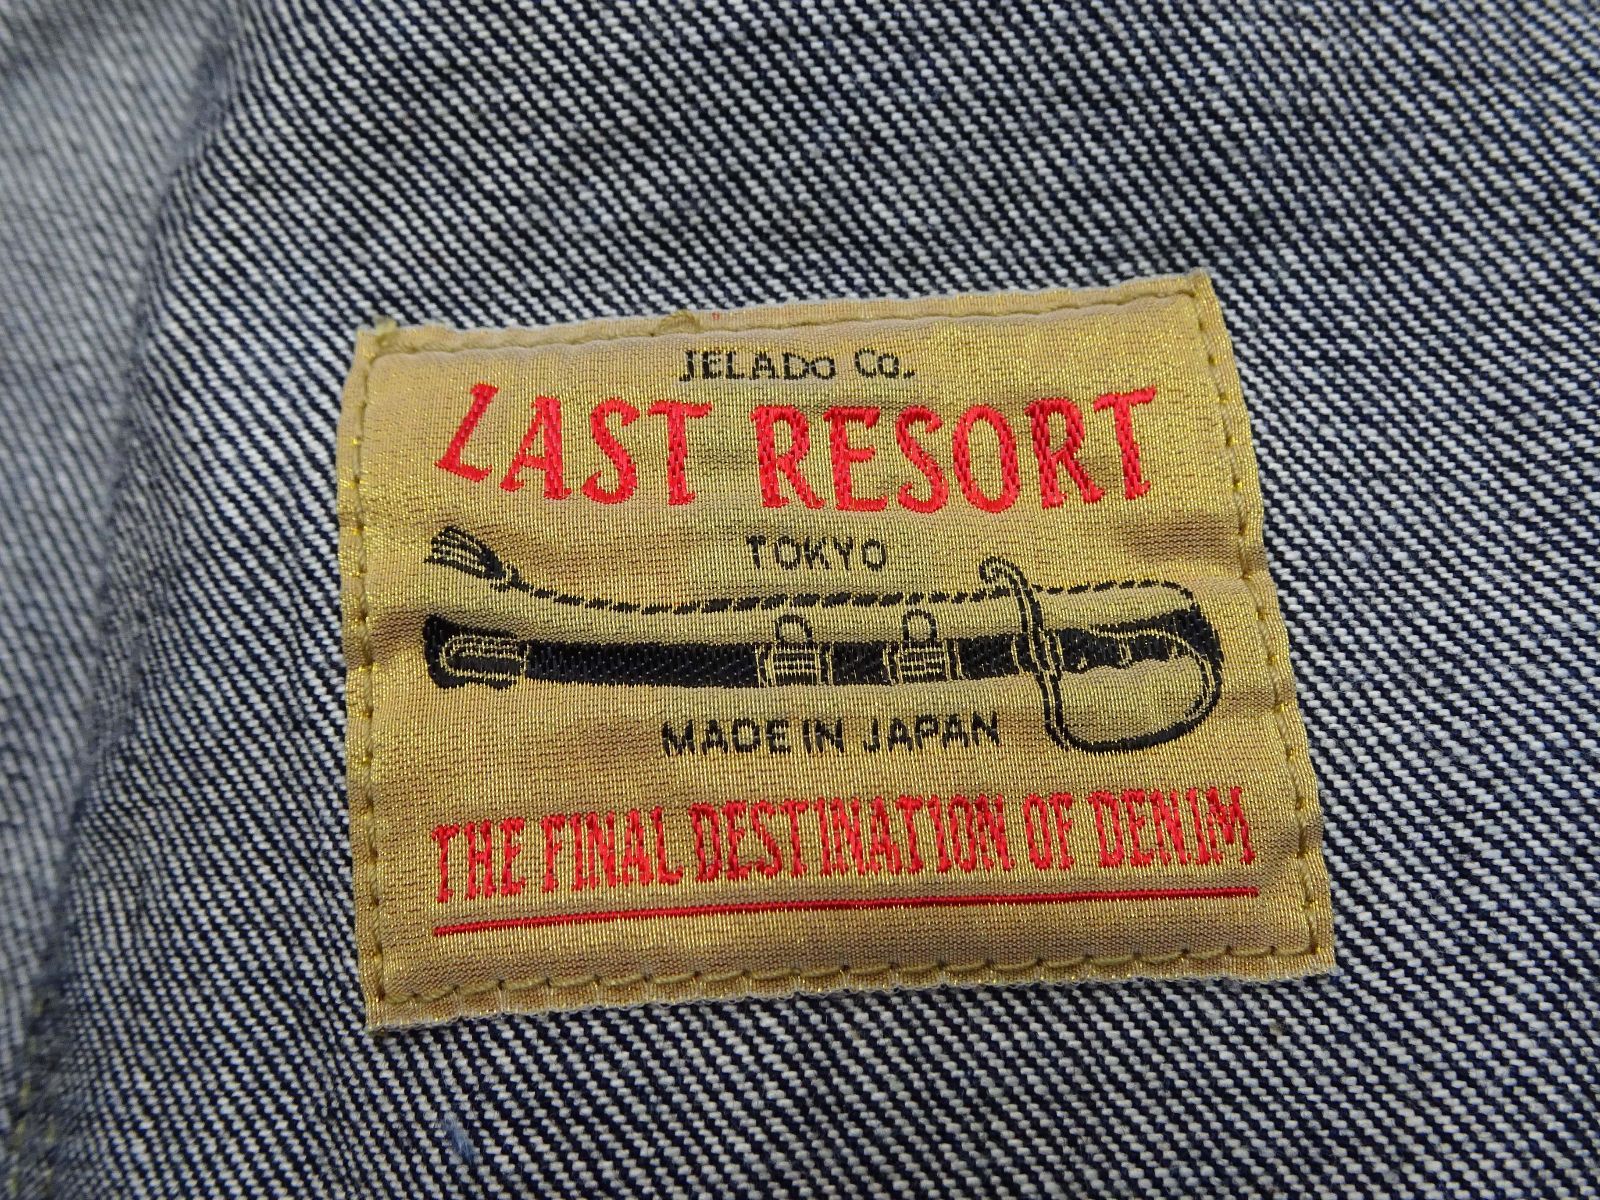 JELADO Co.
LAST RESORT
TOKYO
MADE IN JAPAN
THE FINAL DESTINATION OF DENIM